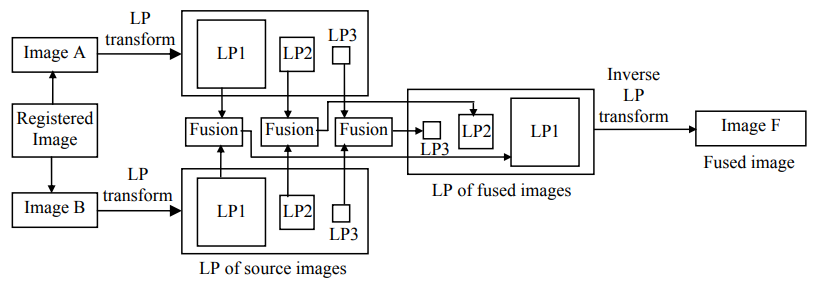 LP
transform
LP3
Image A
LP1
LP2
Inverse
LP
transform
Registered
Image
Fusion
Fusion
Fusion
LP3
LP2
LP1
Image F
Fused image
LP
transform
LP of fused images
Image B
LP1
LP2
LP3
LP of source images